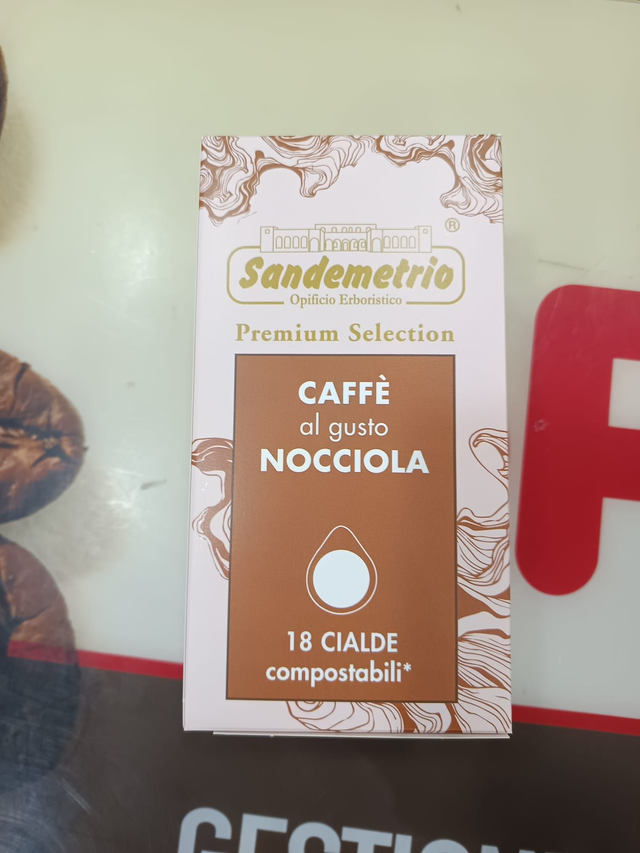 ®
Sandemetrio
Opificio Erboristico
Premium Selection
CAFFÈ
al gusto
NOCCIOLA
18 CIALDE
compostabili*